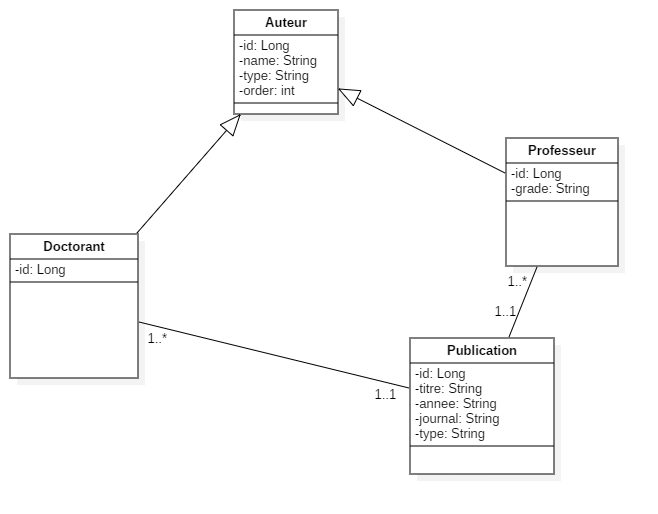 Auteur
-id: Long
-name: String
-type: String
-order: int
Professeur
-id: Long
-grade: String
Doctorant
-id: Long
1..*
1..1
1..*
1..1
Publication
-id: Long
-titre: String
-annee: String
-journal: String
-type: String